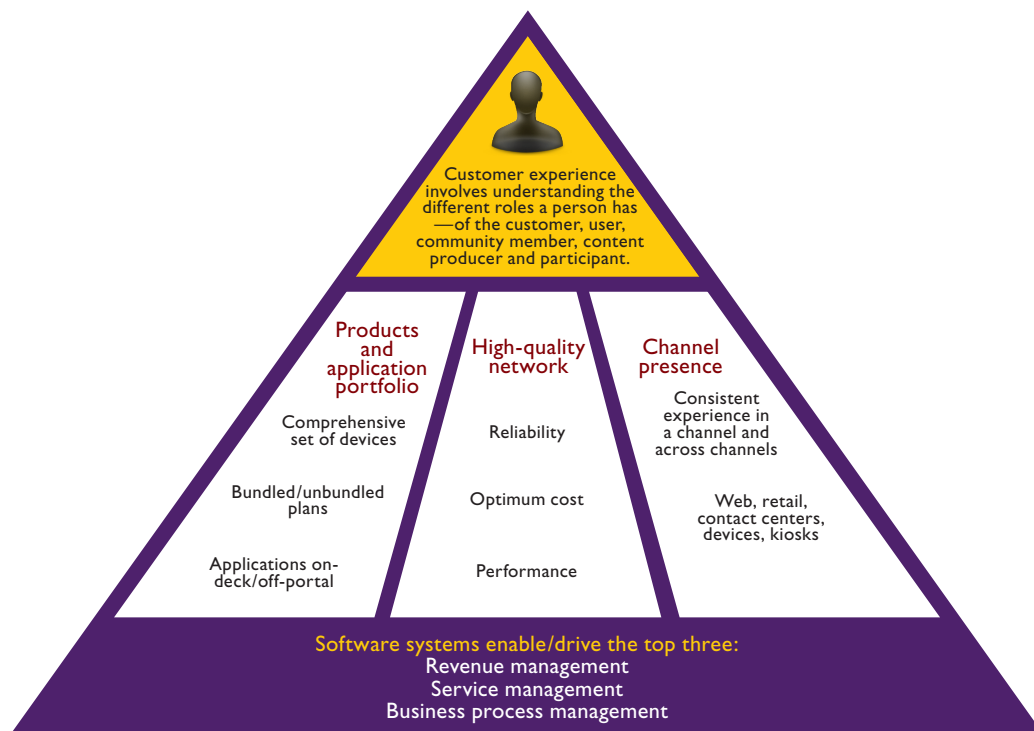 Customer experience
involves understanding the
different roles a person has
—of the customer, user,
community member, content
producer and participant.
Products
and
application
portfolio
Comprehensive
set of devices
Bundled/unbundled
plans
Applications on-
deck/off-portal
High-quality
network
Reliability
Optimum cost
Performance
Channel
presence
Consistent
experience in
a channel and
across channels
Web, retail,
contact centers,
devices, kiosks
Software systems enable/drive the top three:
Revenue management
Service management
Business process management